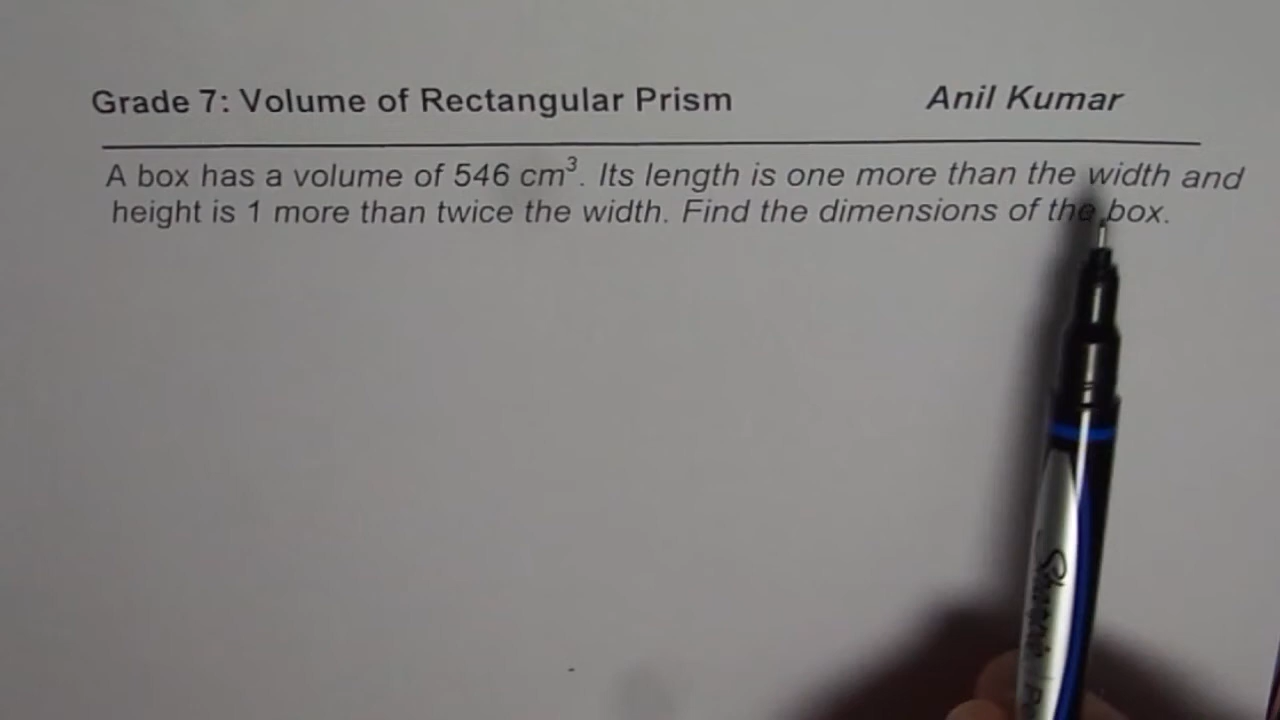 Grade 7: Volume of Rectangular Prism Anil Kumar
A box has a volume of 546 cm³. Its length is one more than the width and
height is 1 more than twice the width. Find the dimensions of the box.